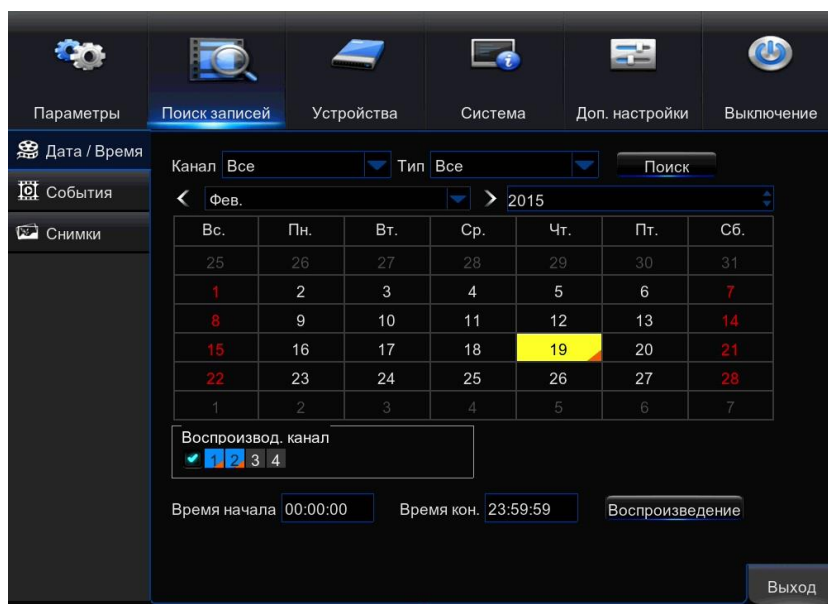 Параметры Поиск записей Устройства Система Доп. настройки Выключение
Дата / Время
События
Снимки
Канал Все Тип Все Поиск
Фев. 2015
Вс. Пн. Вт. Ср. Чт. Пт. Сб.
25 26 27 28 29 30 31
1 2 3 4 5 6 7
8 9 10 11 12 13 14
15 16 17 18 19 20 21
22 23 24 25 26 27 28
1 2 3 4 5 6 7
Воспроизвод. канал
1 2 3 4
Время начала 00:00:00 Время кон. 23:59:59 Воспроизведение
Выход